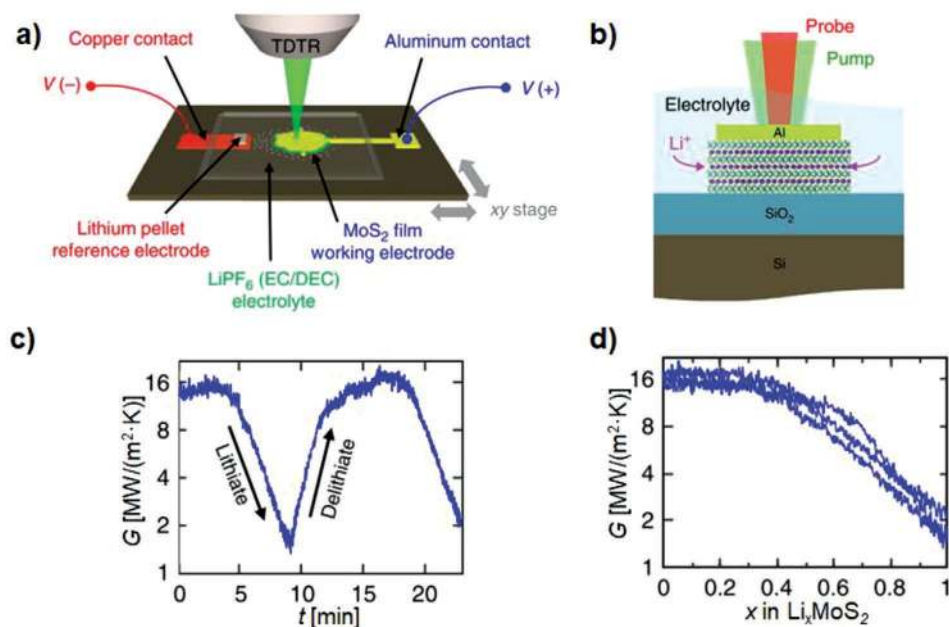 a)
Copper contact
TDTR
Aluminum contact
V (−)
V (+)
xy stage
Lithium pellet
reference electrode
MoS₂ film
working electrode
LiPF₆ (EC/DEC)
electrolyte
b)
Probe
Pump
Electrolyte
Al
Li⁺
SiO₂
Si
c)
G [MW/(m²·K)]
16
8
4
2
1
Lithiate
Delithiate
0
5
10
15
20
t [min]
d)
G [MW/(m²·K)]
16
8
4
2
1
0
0.2
0.4
0.6
0.8
1
x in LiₓMoS₂